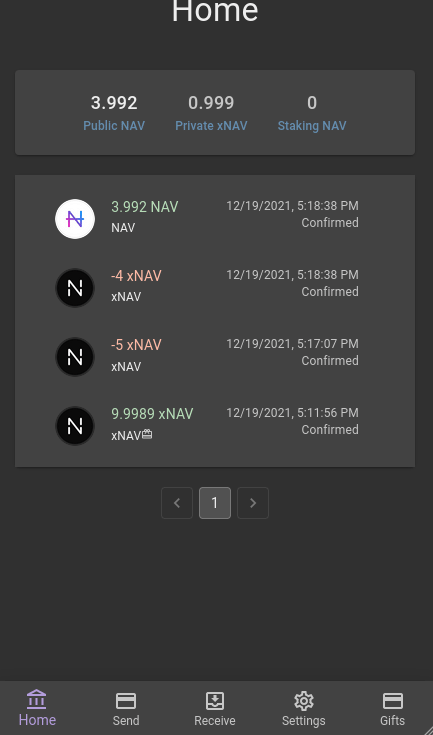 Home
3.992 0.999 0
Public NAV Private xNAV Staking NAV
3.992 NAV 12/19/2021, 5:18:38 PM
NAV Confirmed
-4 xNAV 12/19/2021, 5:18:38 PM
xNAV Confirmed
-5 xNAV 12/19/2021, 5:17:07 PM
xNAV Confirmed
9.9989 xNAV 12/19/2021, 5:11:56 PM
xNAV Confirmed
1
Home Send Receive Settings Gifts